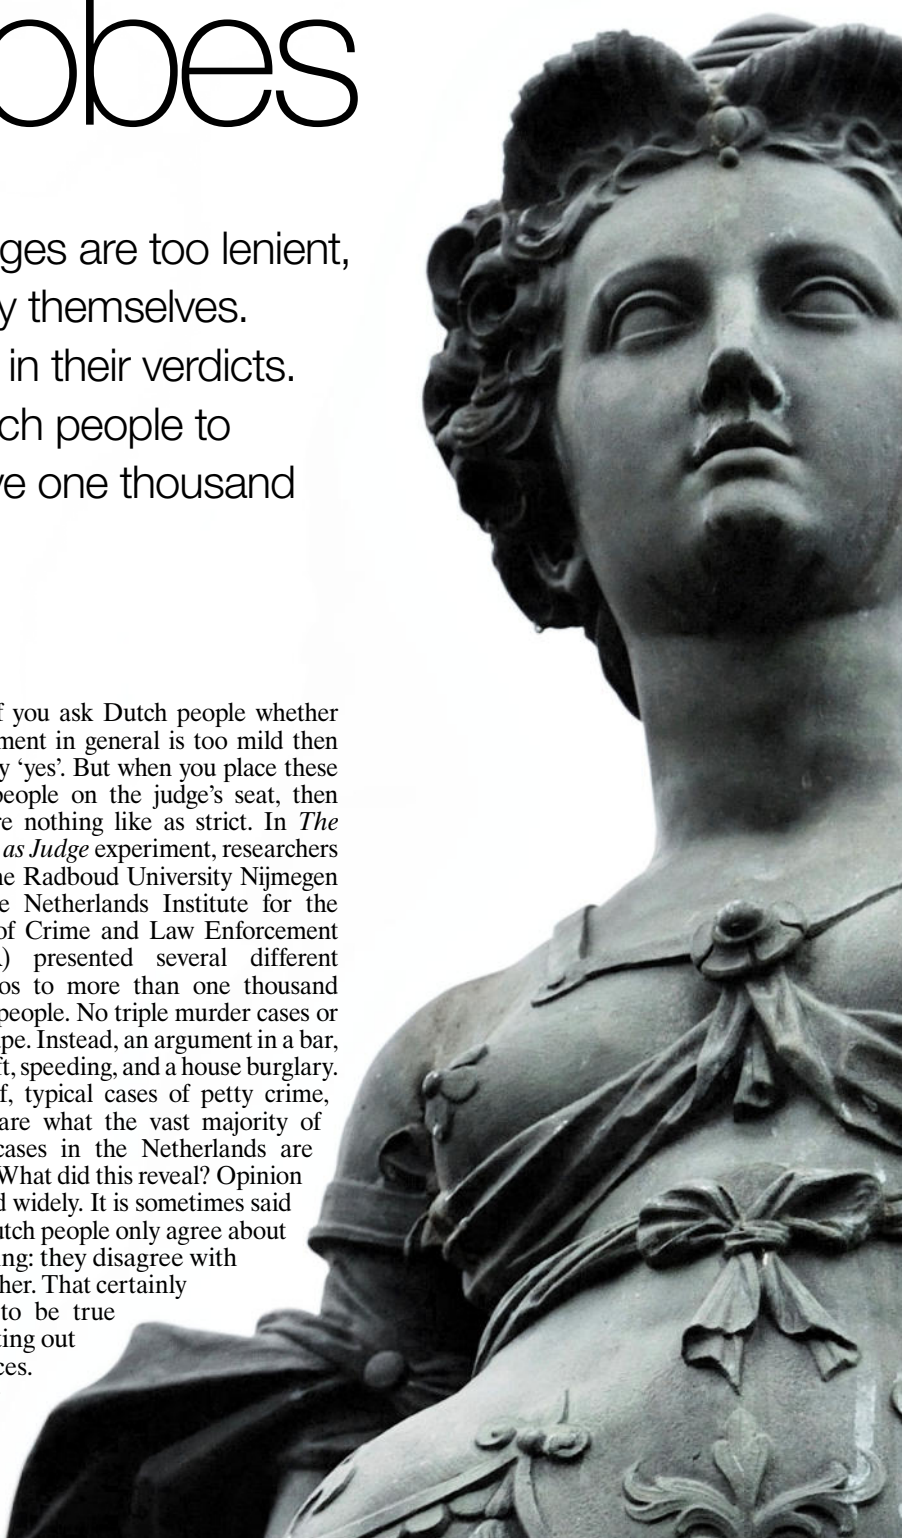 obes
ges are too lenient,
y themselves.
in their verdicts.
ch people to
ve one thousand
f you ask Dutch people whether
ment in general is too mild then
y ‘yes’. But when you place these
people on the judge’s seat, then
re nothing like as strict. In The
as Judge experiment, researchers
he Radboud University Nijmegen
e Netherlands Institute for the
of Crime and Law Enforcement
) presented several different
os to more than one thousand
people. No triple murder cases or
pe. Instead, an argument in a bar,
ft, speeding, and a house burglary.
f, typical cases of petty crime,
are what the vast majority of
cases in the Netherlands are
What did this reveal? Opinion
d widely. It is sometimes said
utch people only agree about
ing: they disagree with
her. That certainly
to be true
ting out
ces.